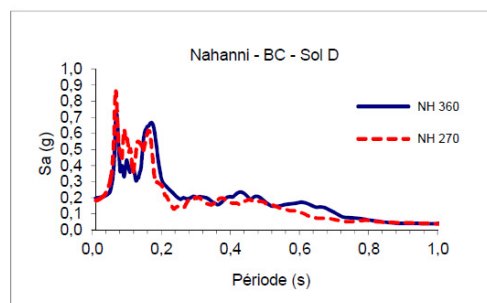 Nahanni - BC - Sol D
1,0
0,9
0,8
0,7
0,6
0,5
0,4
0,3
0,2
0,1
0,0
Sa (g)
NH 360
NH 270
0,0 0,2 0,4 0,6 0,8 1,0
Période (s)